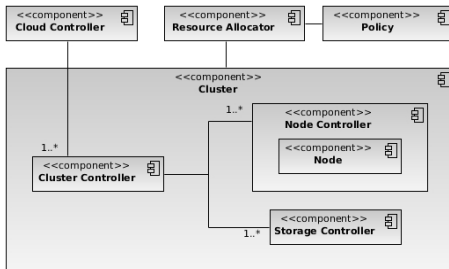 <<component>>
Cloud Controller
<<component>>
Resource Allocator
<<component>>
Policy
<<component>>
Cluster
1..*
<<component>>
Node Controller
<<component>>
Node
1..*
<<component>>
Cluster Controller
<<component>>
Storage Controller
1..*